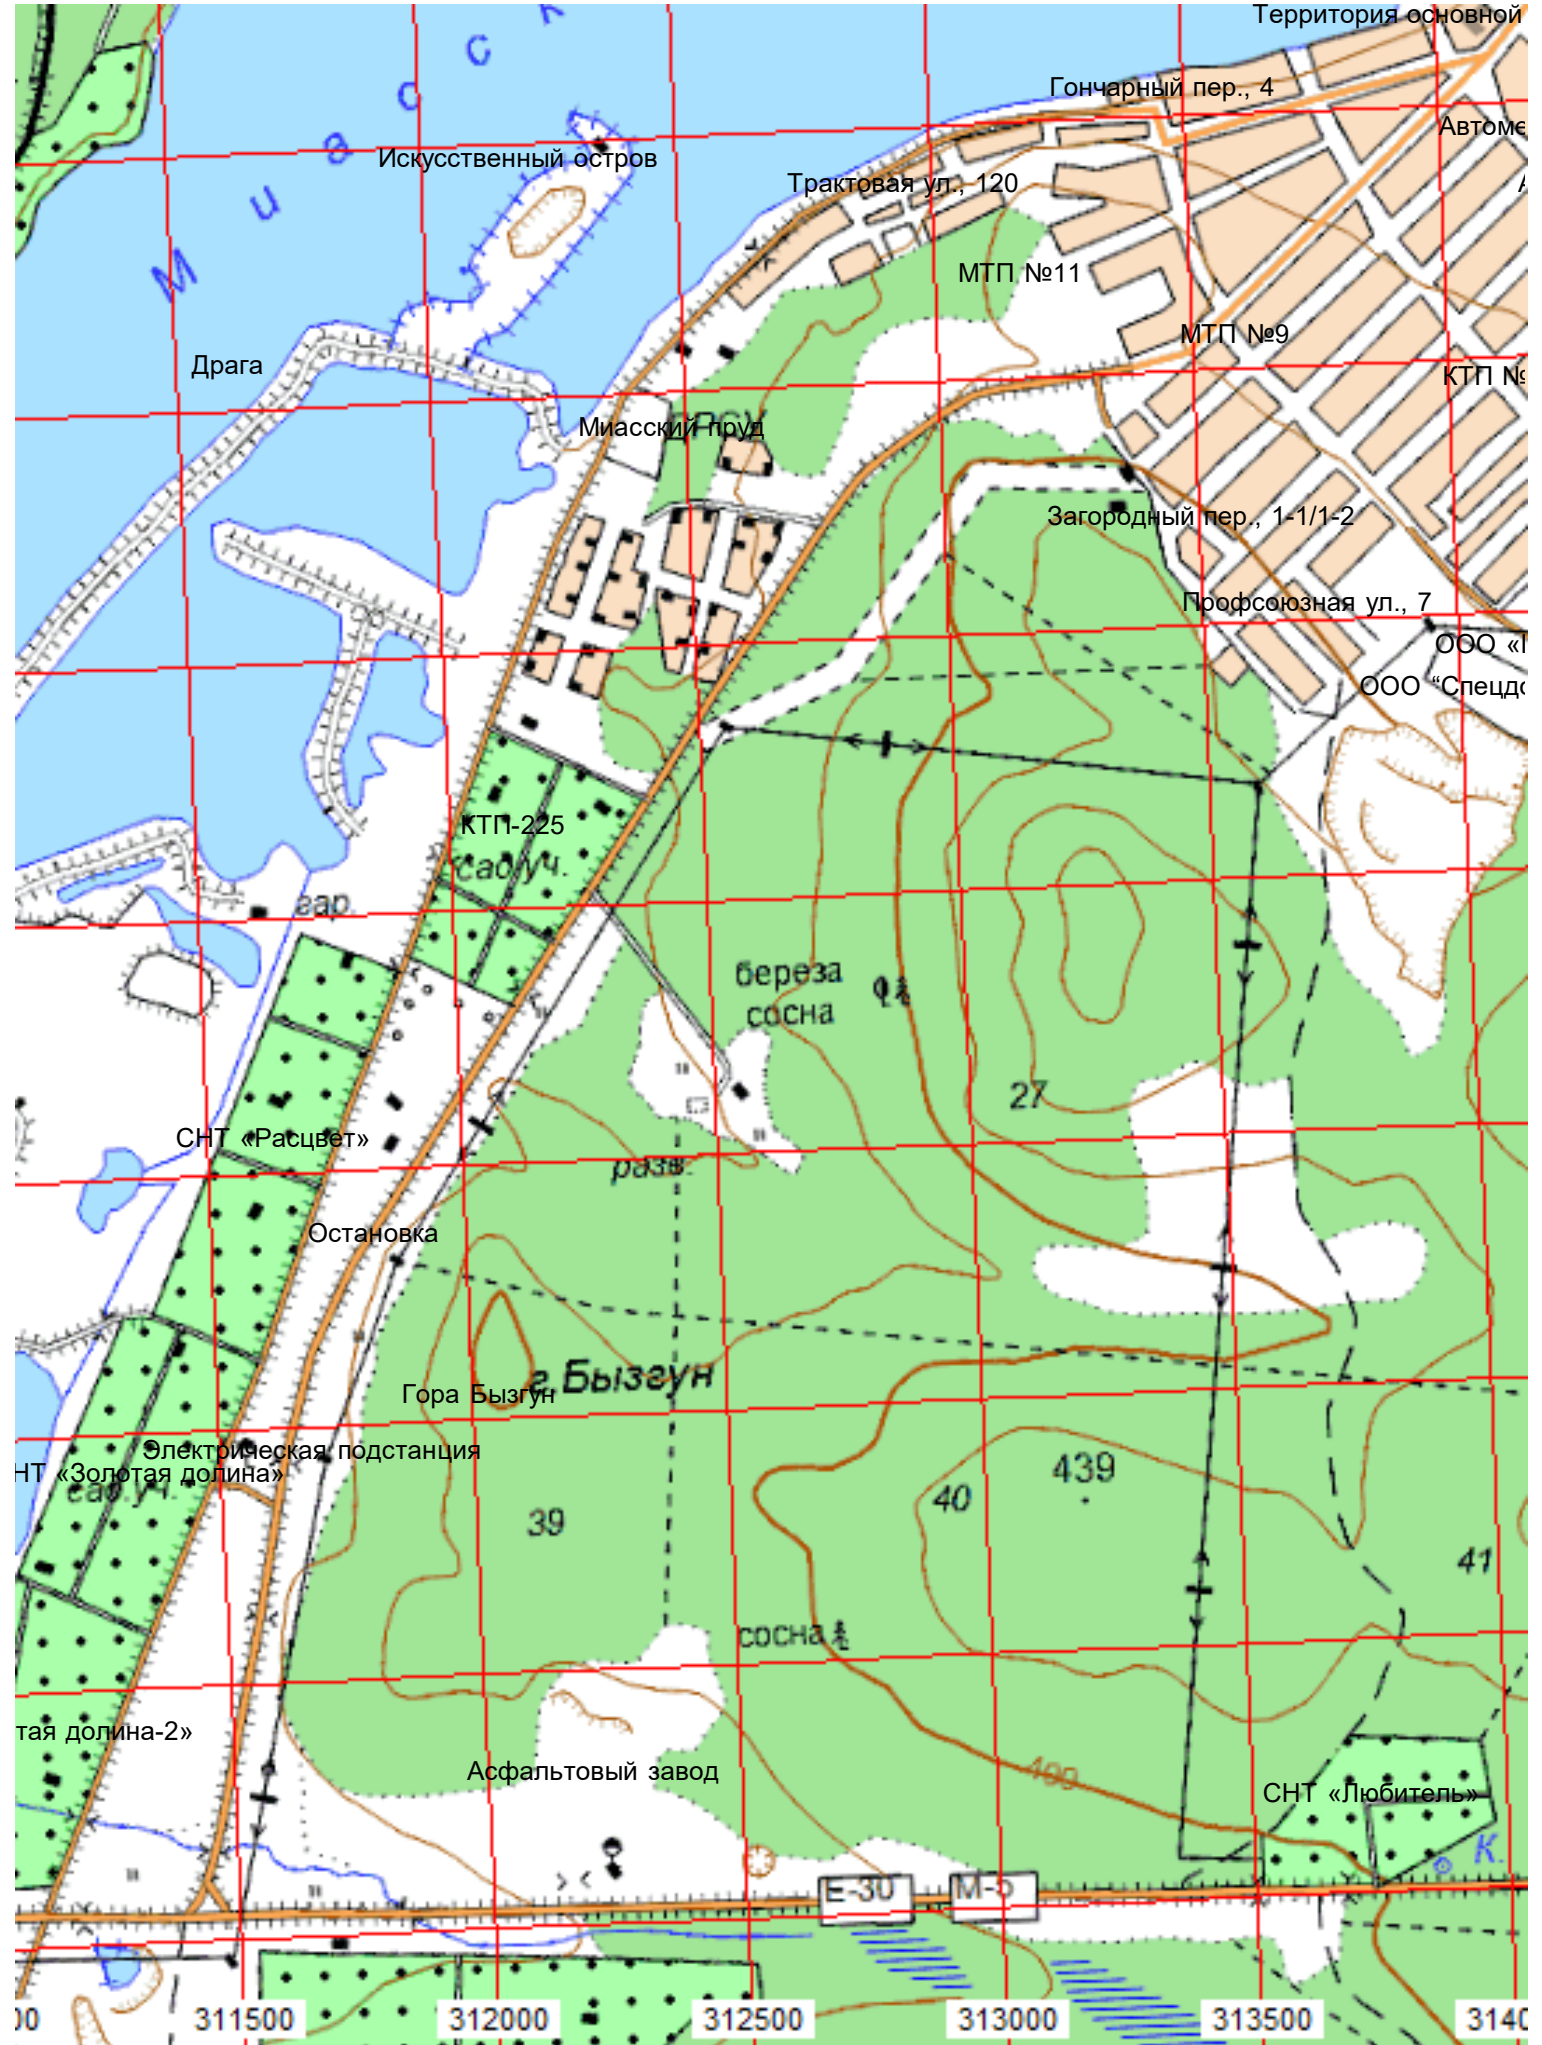 Территория основной
Гончарный пер., 4
Автоме
Искусственный остров
Трактовая ул., 120
М и а с с к
МТП №11
МТП №9
Драга
КТП №
Миасский пруд
Загородный пер., 1-1/1-2
Профсоюзная ул., 7
ООО «
ООО “Спецдо
КТП-225
сад.уч.
гар.
береза
сосна
27
СНТ «Расцвет»
разв.
Остановка
г.Бызгун
Гора Бызгун
Электрическая подстанция
НТ «Золотая долина»
сад.уч.
439
40
39
41
сосна
тая долина-2»
Асфальтовый завод
400
СНТ «Любитель»
К.
Е-30
М-5
00
311500
312000
312500
313000
313500
3140